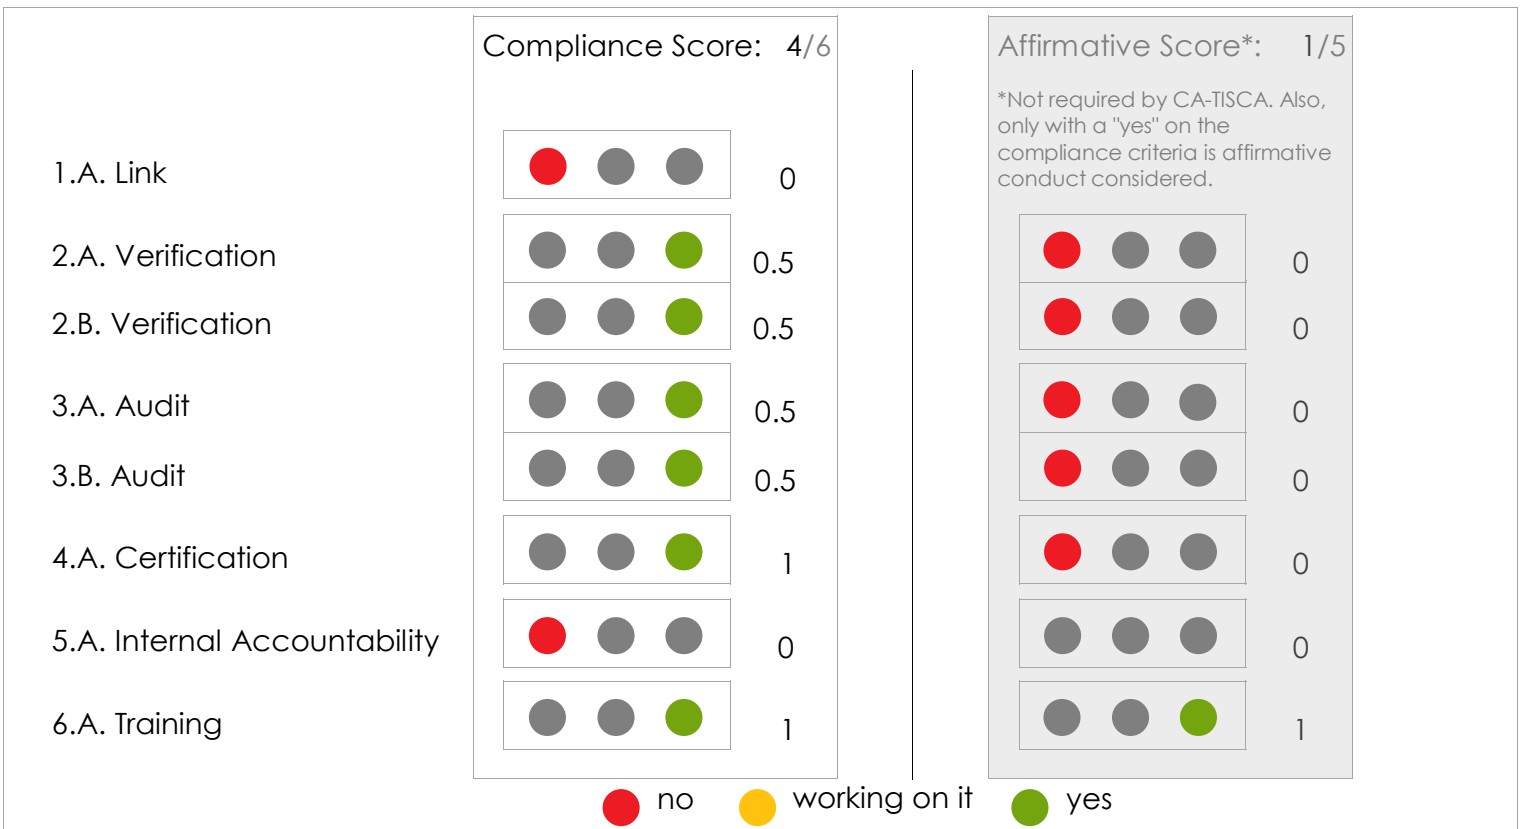 Compliance Score: 4/6
Affirmative Score*: 1/5
*Not required by CA-TISCA. Also,
only with a "yes" on the
compliance criteria is affirmative
conduct considered.
1.A. Link 0
2.A. Verification 0.5 0
2.B. Verification 0.5 0
3.A. Audit 0.5 0
3.B. Audit 0.5 0
4.A. Certification 1 0
5.A. Internal Accountability 0 0
6.A. Training 1 1
no working on it yes